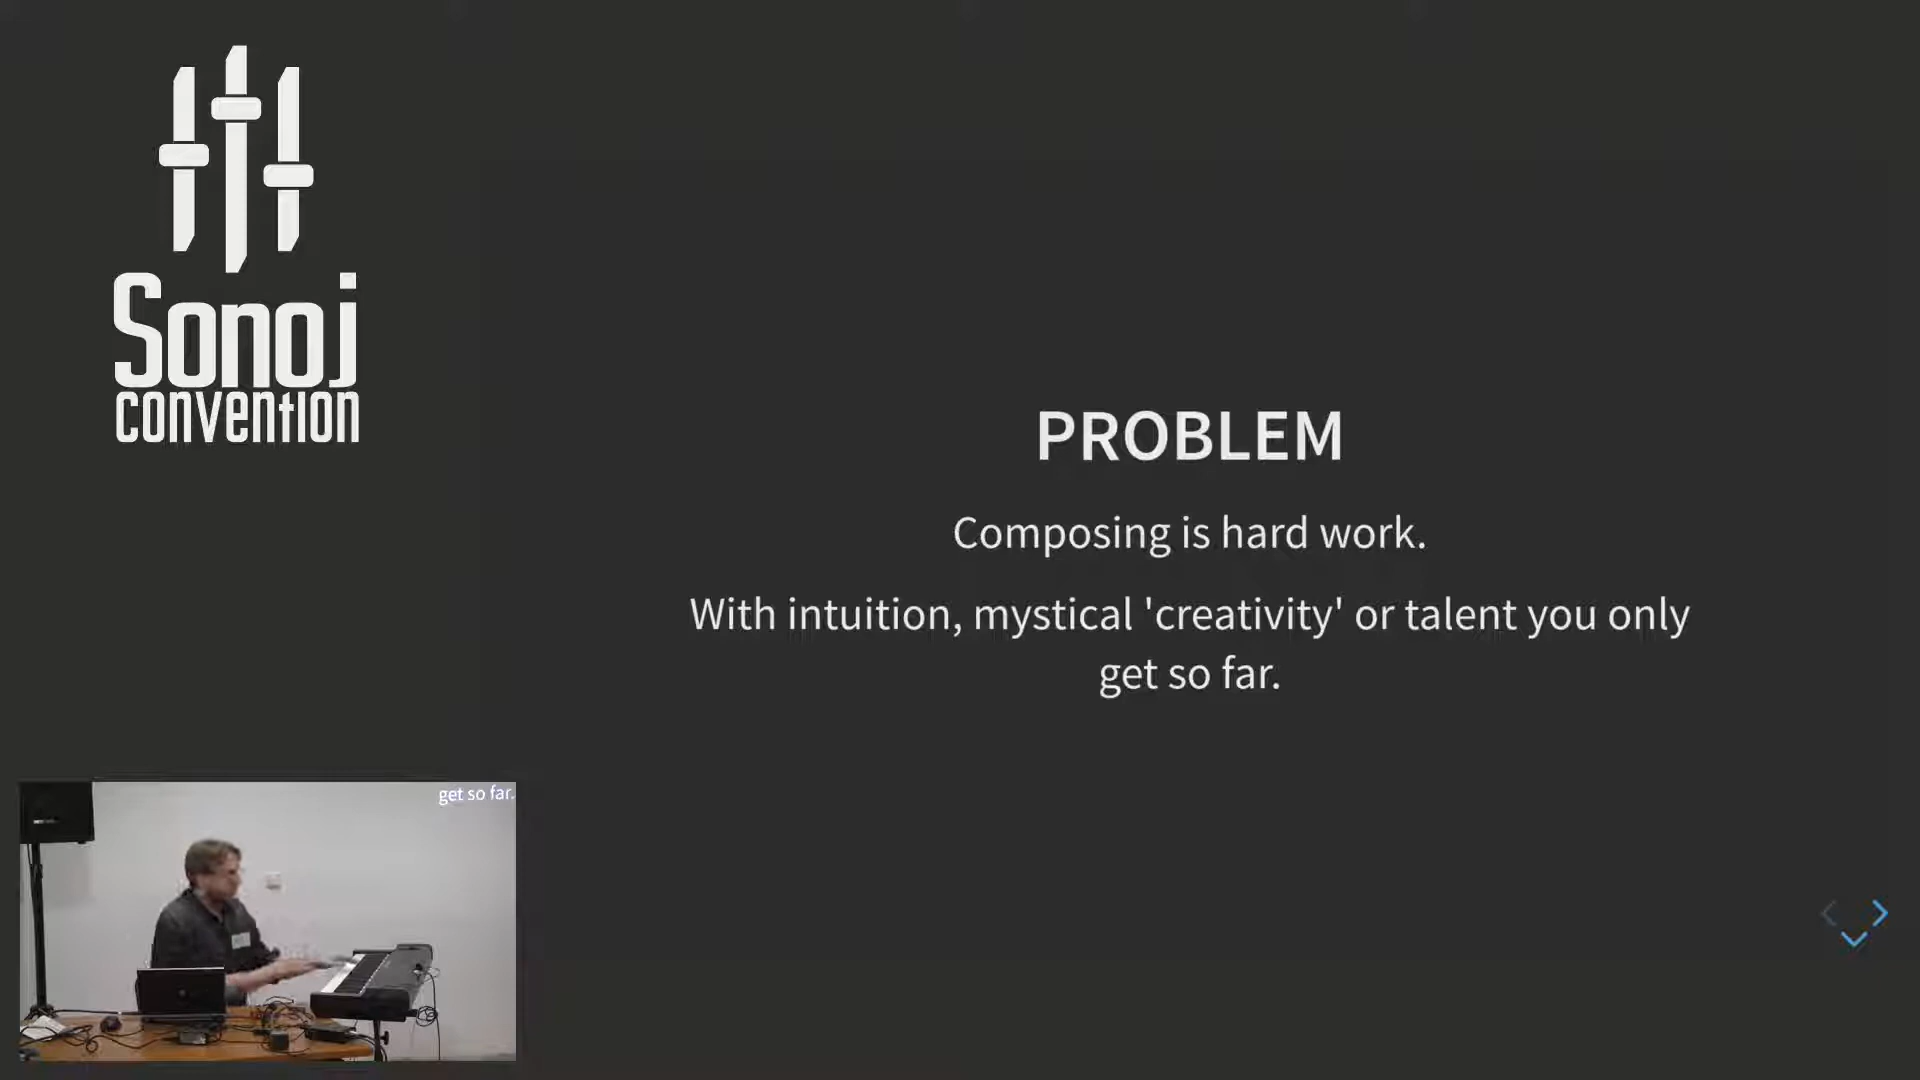 Sonoj
convention
PROBLEM
Composing is hard work.
With intuition, mystical 'creativity' or talent you only
get so far.
get so far.